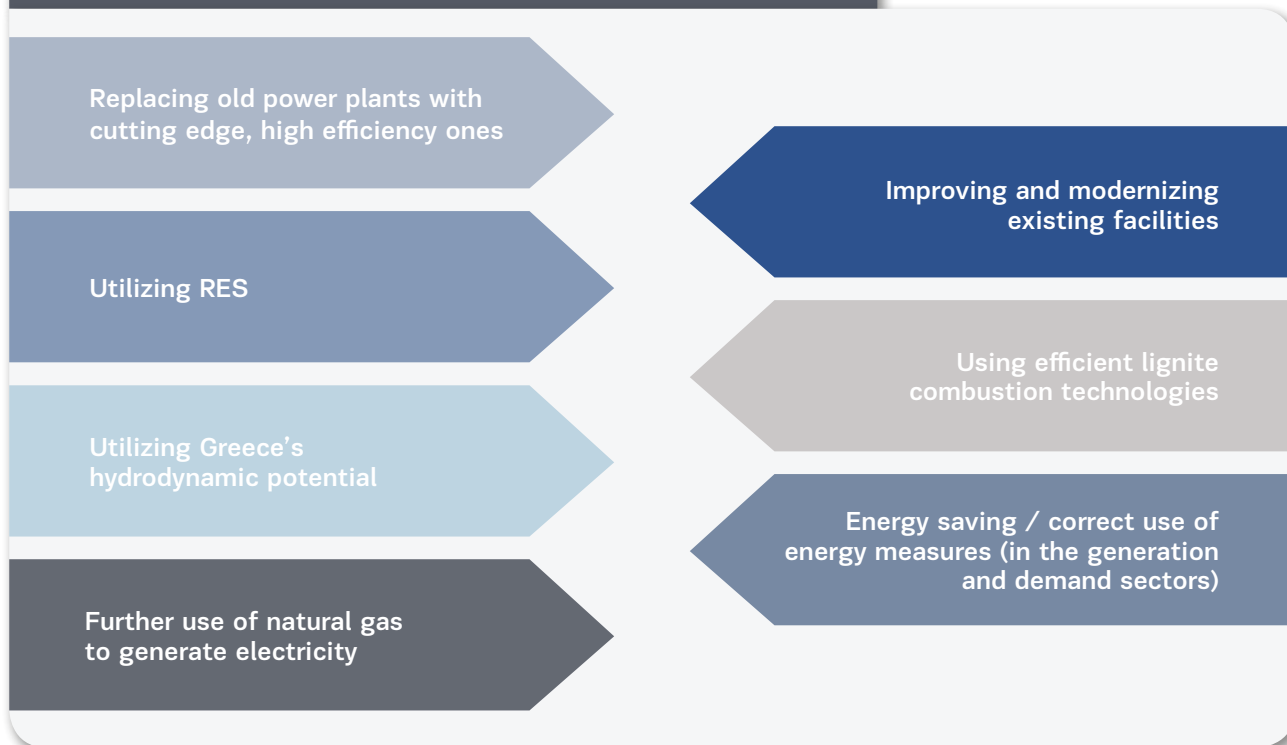 Replacing old power plants with
cutting edge, high efficiency ones
Utilizing RES
Utilizing Greece’s
hydrodynamic potential
Further use of natural gas
to generate electricity
Improving and modernizing
existing facilities
Using efficient lignite
combustion technologies
Energy saving / correct use of
energy measures (in the generation
and demand sectors)